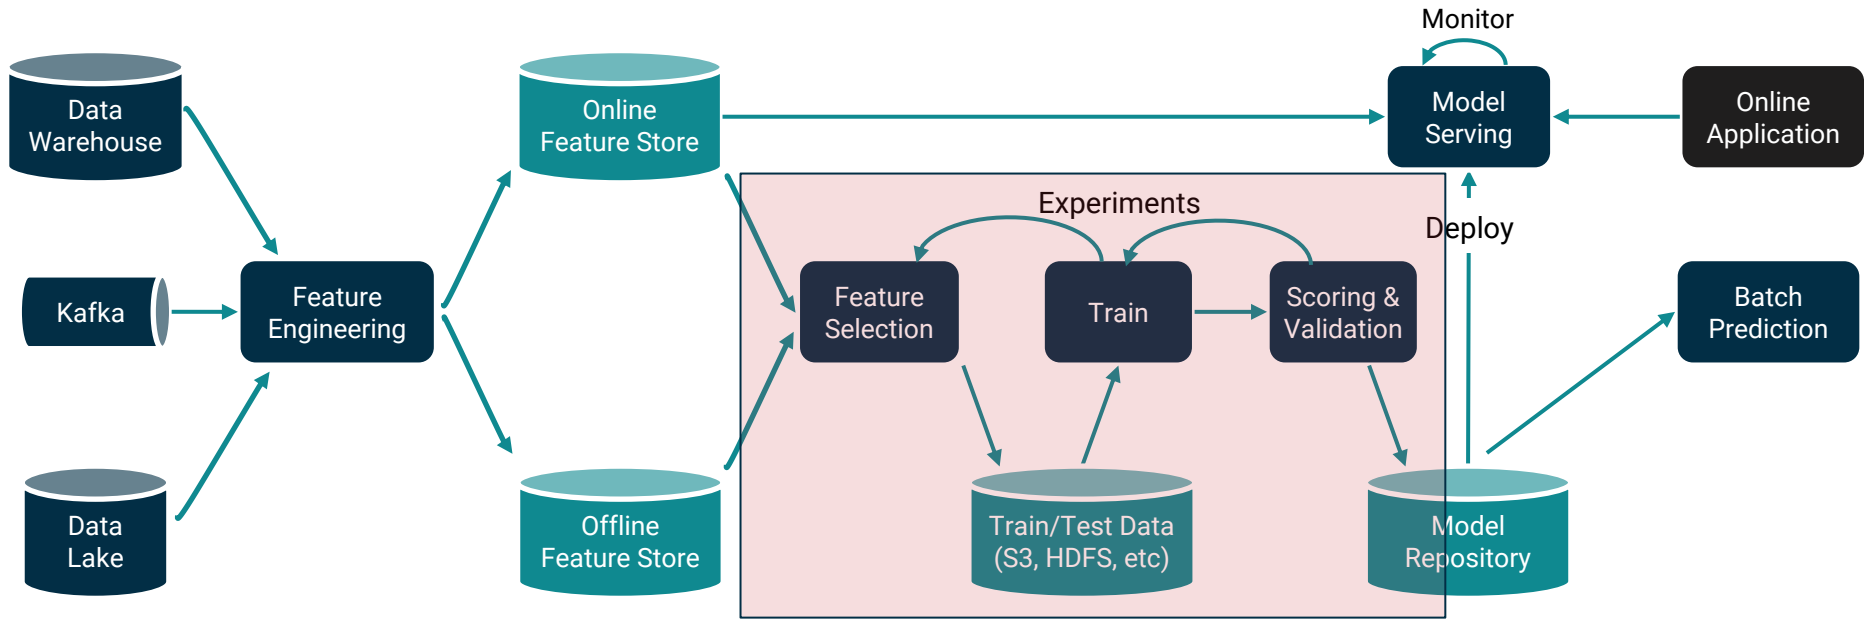 Monitor
Data
Warehouse
Online
Feature Store
Model
Serving
Online
Application
Experiments
Deploy
Kafka
Feature
Engineering
Feature
Selection
Train
Scoring &
Validation
Batch
Prediction
Data
Lake
Offline
Feature Store
Train/Test Data
(S3, HDFS, etc)
Model
Repository